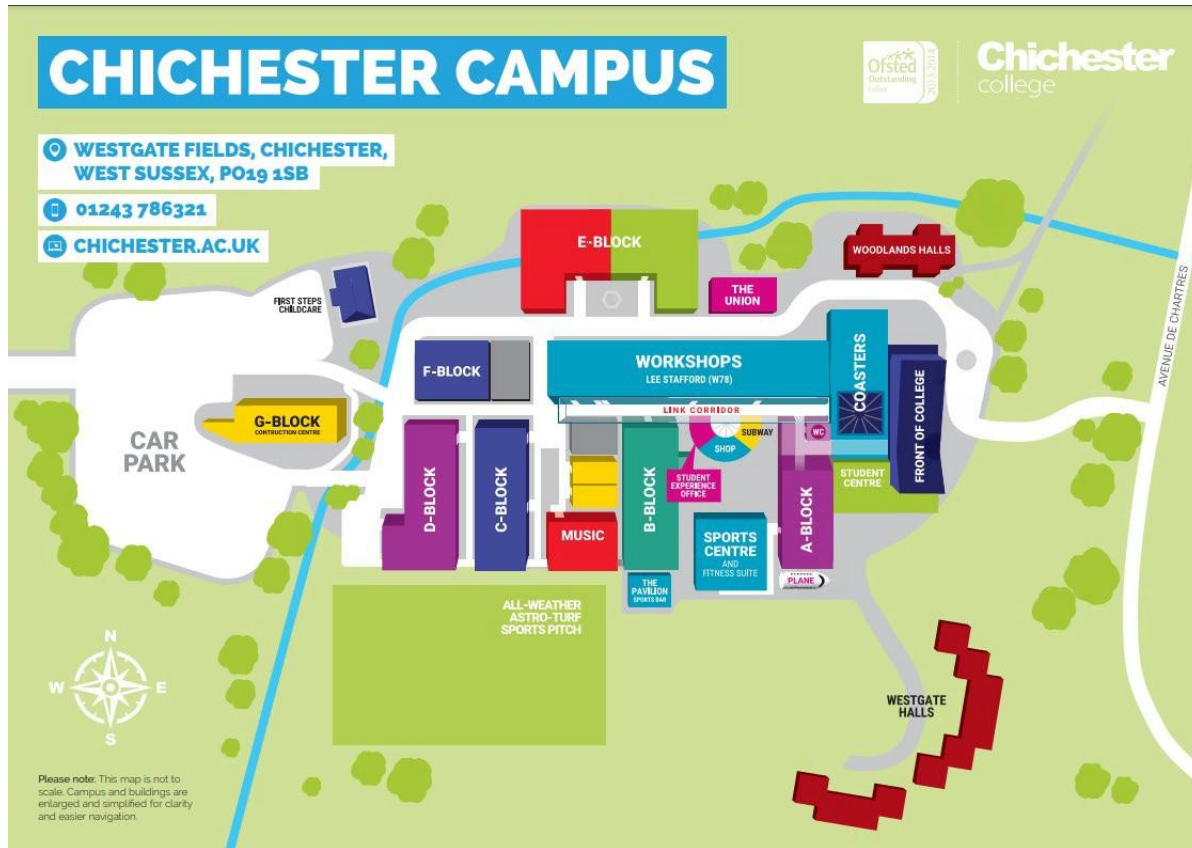 CHICHESTER CAMPUS
Ofsted
Outstanding
2013|2014
Chichester
college
WESTGATE FIELDS, CHICHESTER,
WEST SUSSEX, PO19 1SB
01243 786321
CHICHESTER.AC.UK
E-BLOCK
WOODLANDS HALLS
THE
UNION
FIRST STEPS
CHILDCARE
AVENUE DE CHARTRES
F-BLOCK
WORKSHOPS
LEE STAFFORD (W78)
COASTERS
FRONT OF COLLEGE
LINK CORRIDOR
G-BLOCK
CONTRUCTION CENTRE
CAR
PARK
SUBWAY
WC
SHOP
STUDENT
EXPERIENCE
OFFICE
STUDENT
CENTRE
D-BLOCK
C-BLOCK
B-BLOCK
A-BLOCK
MUSIC
SPORTS
CENTRE
AND
FITNESS SUITE
PLANE
THE
PAVILION
SPORTS BAR
ALL-WEATHER
ASTRO-TURF
SPORTS PITCH
N
W
E
S
WESTGATE
HALLS
Please note: This map is not to
scale. Campus and buildings are
enlarged and simplified for clarity
and easier navigation.